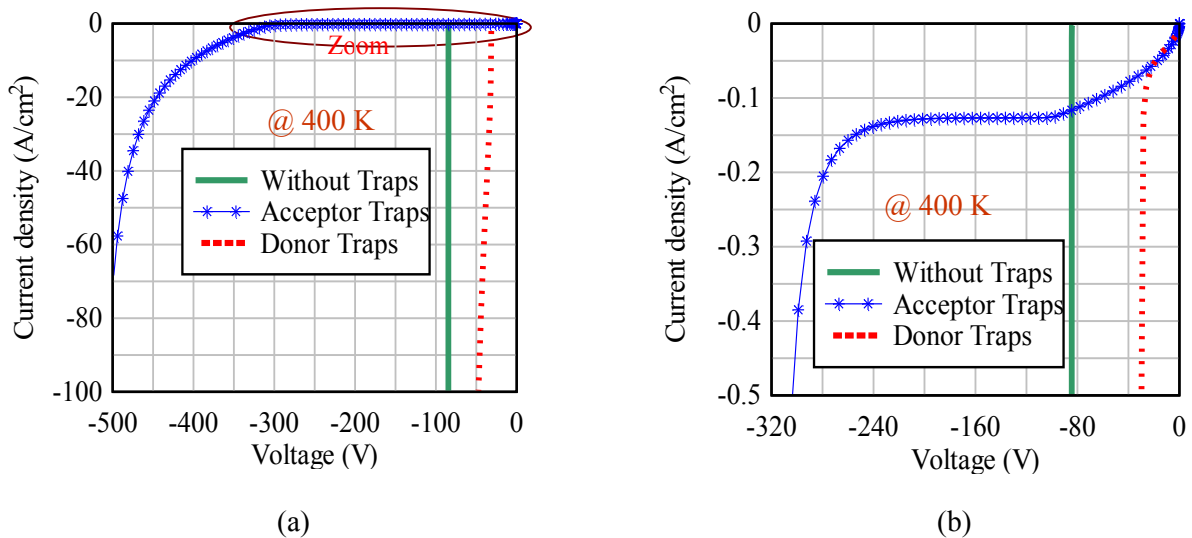 0
-20
-40
-60
-80
-100
-500
-400
-300
-200
-100
0
Current density (A/cm²)
Voltage (V)
Zoom
@ 400 K
Without Traps
Acceptor Traps
Donor Traps
(a)
0
-0.1
-0.2
-0.3
-0.4
-0.5
-320
-240
-160
-80
0
Current density (A/cm²)
Voltage (V)
@ 400 K
Without Traps
Acceptor Traps
Donor Traps
(b)